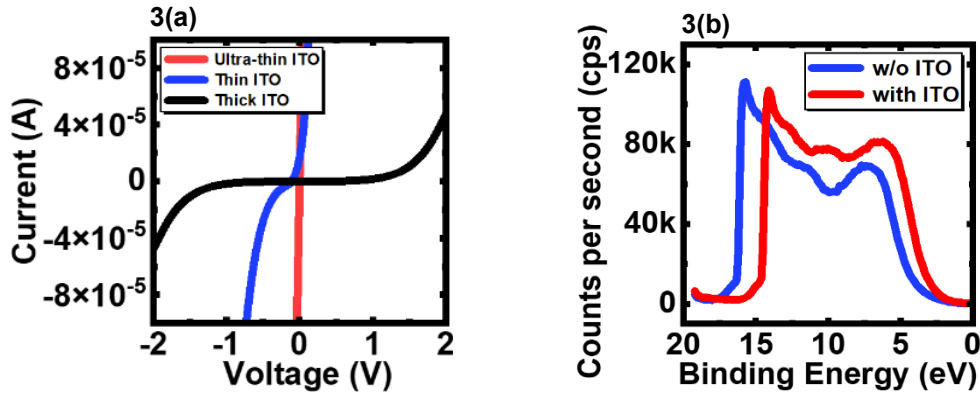 3(a)
Ultra-thin ITO
Thin ITO
Thick ITO
8×10⁻⁵
4×10⁻⁵
0
-4×10⁻⁵
-8×10⁻⁵
Current (A)
-2 -1 0 1 2
Voltage (V)
3(b)
w/o ITO
with ITO
120k
80k
40k
0
Counts per second (cps)
20 15 10 5 0
Binding Energy (eV)